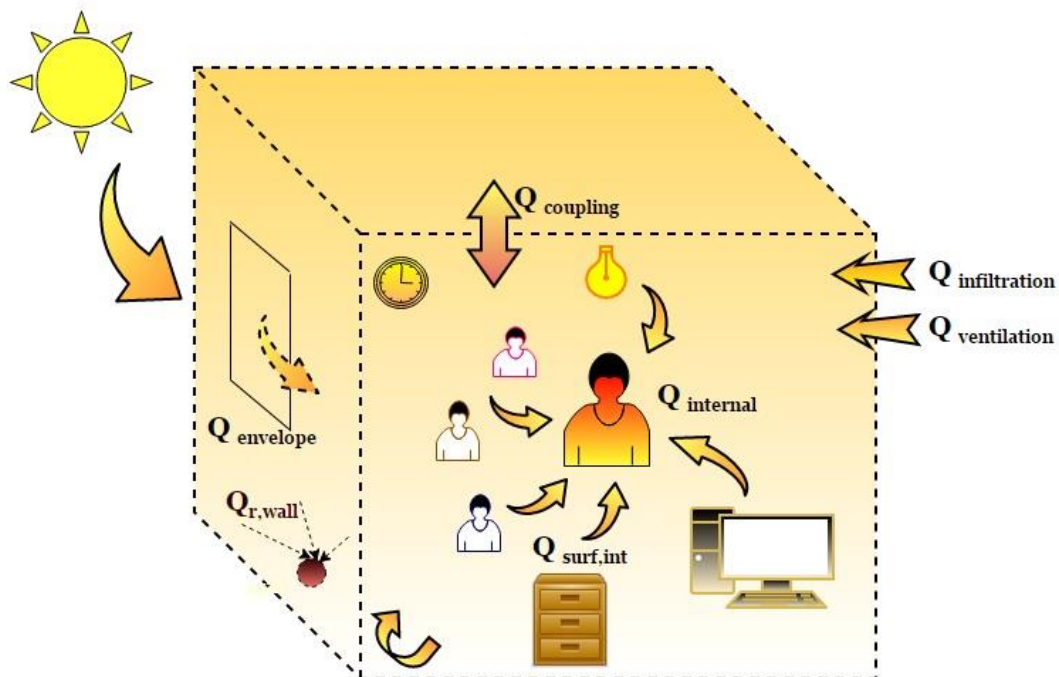 Q coupling
Q infiltration
Q ventilation
Q internal
Q envelope
Q r,wall
Q surf,int